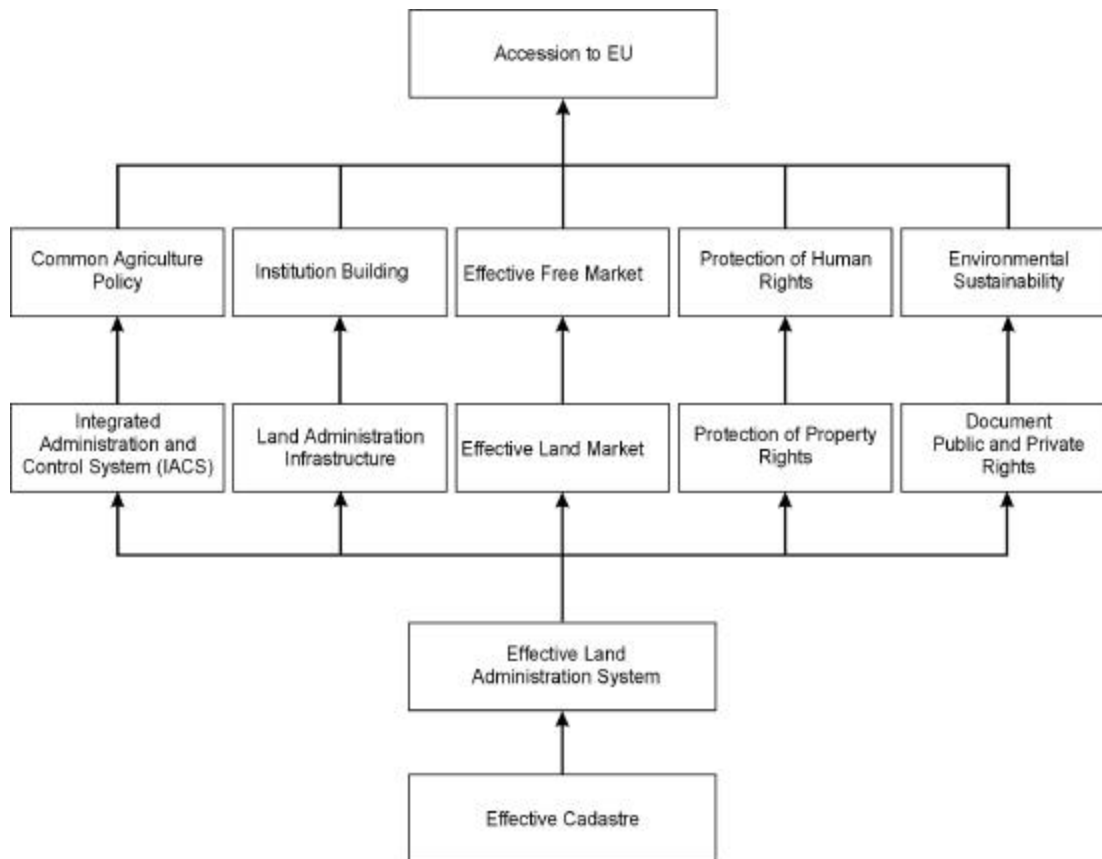 Accession to EU
Common Agriculture
Policy
Institution Building
Effective Free Market
Protection of Human
Rights
Environmental
Sustainability
Integrated
Administration and
Control System (IACS)
Land Administration
Infrastructure
Effective Land Market
Protection of Property
Rights
Document
Public and Private
Rights
Effective Land
Administration System
Effective Cadastre